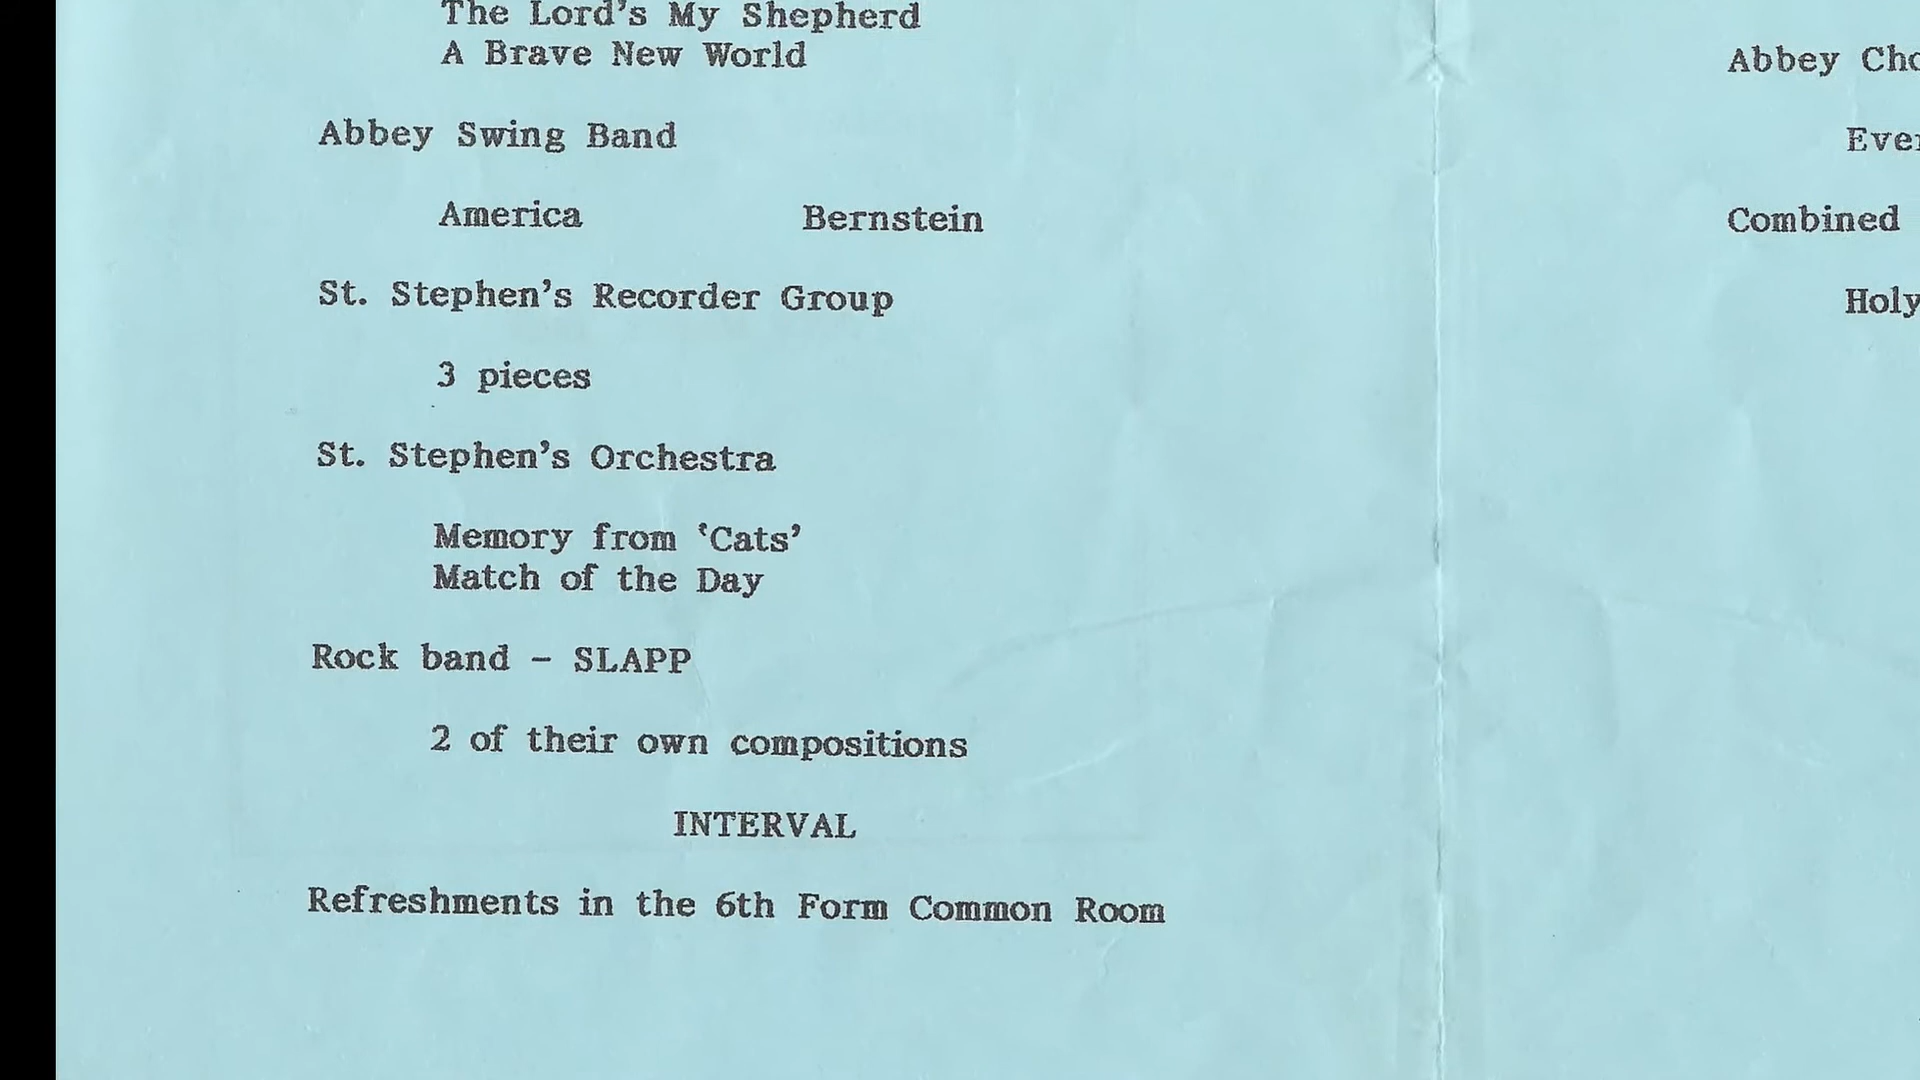 The Lord's My Shepherd
A Brave New World
Abbey Swing Band
America Bernstein
St. Stephen's Recorder Group
3 pieces
St. Stephen's Orchestra
Memory from ‘Cats’
Match of the Day
Rock band - SLAPP
2 of their own compositions
INTERVAL
Refreshments in the 6th Form Common Room
Abbey
Combined
Holy